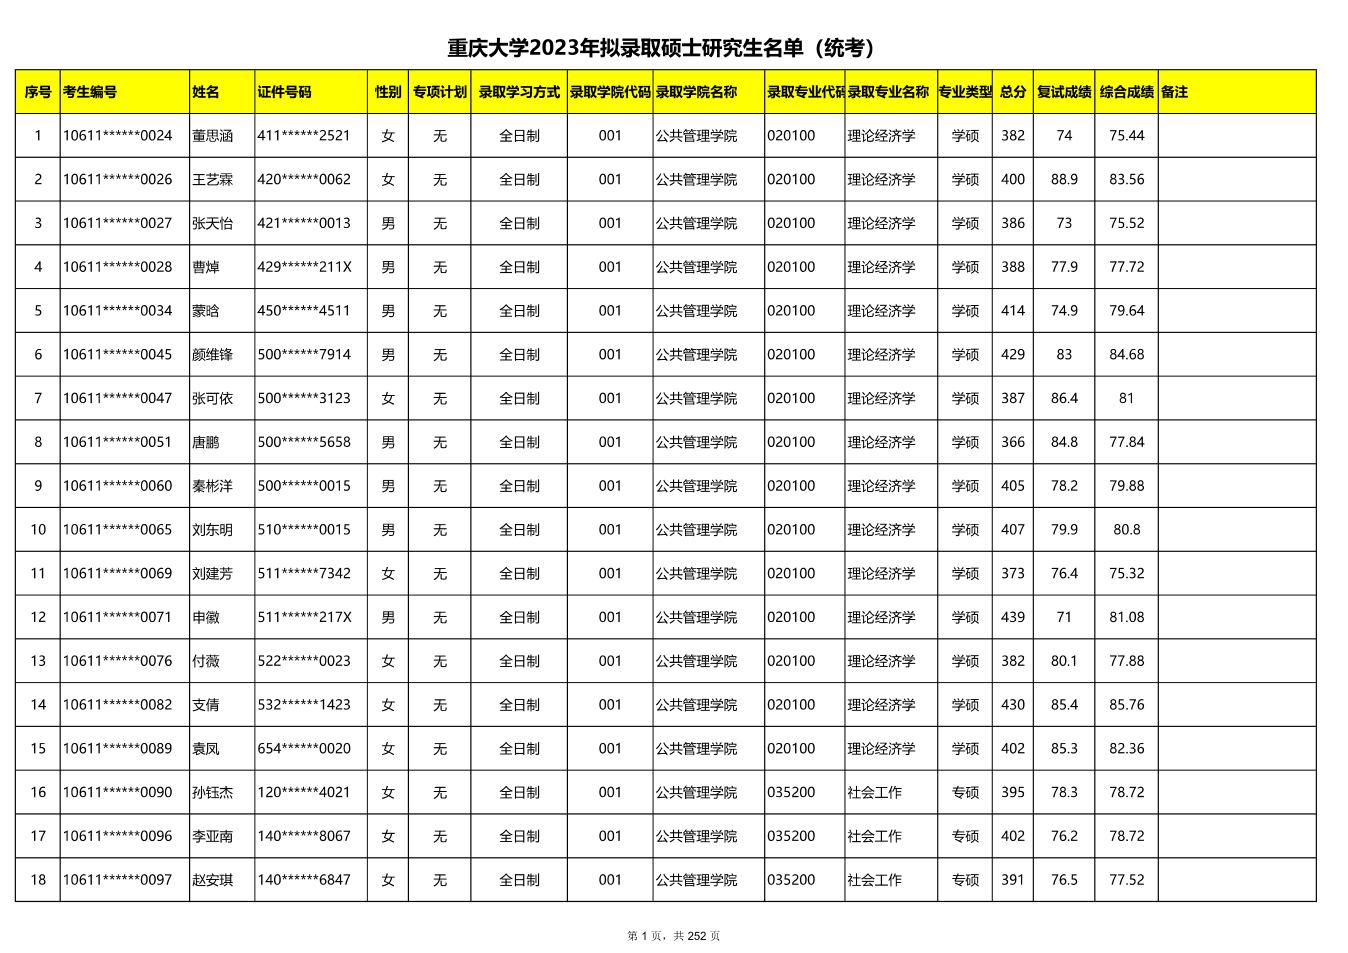 重庆大学2023年拟录取硕士研究生名单（统考）
序号 考生编号 姓名 证件号码 性别 专项计划 录取学习方式 录取学院代码 录取学院名称 录取专业代码 录取专业名称 专业类型 总分 复试成绩 综合成绩 备注
1 10611******0024 董思涵 411******2521 女 无 全日制 001 公共管理学院 020100 理论经济学 学硕 382 74 75.44
2 10611******0026 王艺霖 420******0062 女 无 全日制 001 公共管理学院 020100 理论经济学 学硕 400 88.9 83.56
3 10611******0027 张天怡 421******0013 男 无 全日制 001 公共管理学院 020100 理论经济学 学硕 386 73 75.52
4 10611******0028 曹焯 429******211X 男 无 全日制 001 公共管理学院 020100 理论经济学 学硕 388 77.9 77.72
5 10611******0034 蒙晗 450******4511 男 无 全日制 001 公共管理学院 020100 理论经济学 学硕 414 74.9 79.64
6 10611******0045 颜维锋 500******7914 男 无 全日制 001 公共管理学院 020100 理论经济学 学硕 429 83 84.68
7 10611******0047 张可依 500******3123 女 无 全日制 001 公共管理学院 020100 理论经济学 学硕 387 86.4 81
8 10611******0051 唐鹏 500******5658 男 无 全日制 001 公共管理学院 020100 理论经济学 学硕 366 84.8 77.84
9 10611******0060 秦彬洋 500******0015 男 无 全日制 001 公共管理学院 020100 理论经济学 学硕 405 78.2 79.88
10 10611******0065 刘东明 510******0015 男 无 全日制 001 公共管理学院 020100 理论经济学 学硕 407 79.9 80.8
11 10611******0069 刘建芳 511******7342 女 无 全日制 001 公共管理学院 020100 理论经济学 学硕 373 76.4 75.32
12 10611******0071 申徽 511******217X 男 无 全日制 001 公共管理学院 020100 理论经济学 学硕 439 71 81.08
13 10611******0076 付薇 522******0023 女 无 全日制 001 公共管理学院 020100 理论经济学 学硕 382 80.1 77.88
14 10611******0082 支倩 532******1423 女 无 全日制 001 公共管理学院 020100 理论经济学 学硕 430 85.4 85.76
15 10611******0089 袁凤 654******0020 女 无 全日制 001 公共管理学院 020100 理论经济学 学硕 402 85.3 82.36
16 10611******0090 孙钰杰 120******4021 女 无 全日制 001 公共管理学院 035200 社会工作 专硕 395 78.3 78.72
17 10611******0096 李亚南 140******8067 女 无 全日制 001 公共管理学院 035200 社会工作 专硕 402 76.2 78.72
18 10611******0097 赵安琪 140******6847 女 无 全日制 001 公共管理学院 035200 社会工作 专硕 391 76.5 77.52
第 1 页，共 252 页